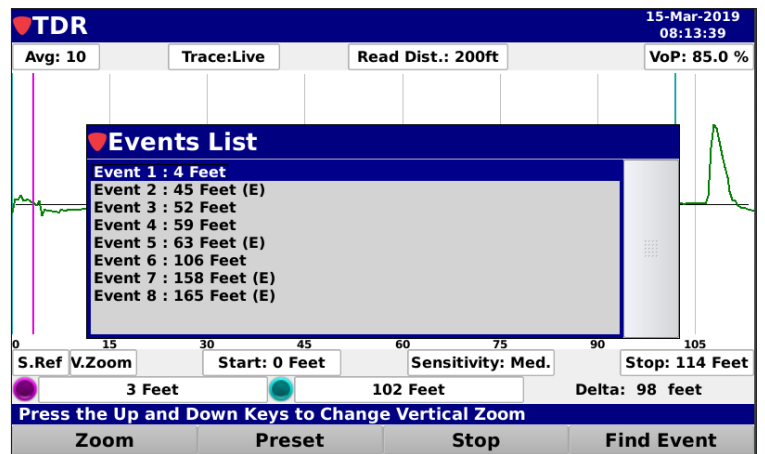 TDR
15-Mar-2019
08:13:39
Avg: 10 Trace:Live Read Dist.: 200ft VoP: 85.0 %
Events List
Event 1 : 4 Feet
Event 2 : 45 Feet (E)
Event 3 : 52 Feet
Event 4 : 59 Feet
Event 5 : 63 Feet (E)
Event 6 : 106 Feet
Event 7 : 158 Feet (E)
Event 8 : 165 Feet (E)
0 15 30 45 60 75 90 105
S.Ref V.Zoom Start: 0 Feet Sensitivity: Med. Stop: 114 Feet
3 Feet 102 Feet Delta: 98 feet
Press the Up and Down Keys to Change Vertical Zoom
Zoom Preset Stop Find Event